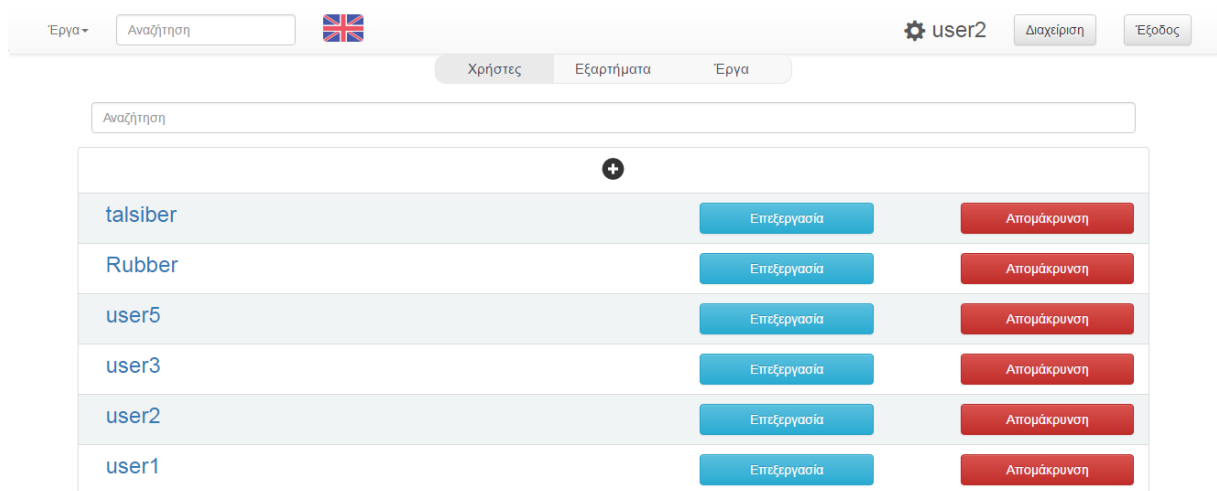 Έργα Αναζήτηση user2 Διαχείριση Έξοδος
Χρήστες Εξαρτήματα Έργα
Αναζήτηση
talsiber Επεξεργασία Απομάκρυνση
Rubber Επεξεργασία Απομάκρυνση
user5 Επεξεργασία Απομάκρυνση
user3 Επεξεργασία Απομάκρυνση
user2 Επεξεργασία Απομάκρυνση
user1 Επεξεργασία Απομάκρυνση